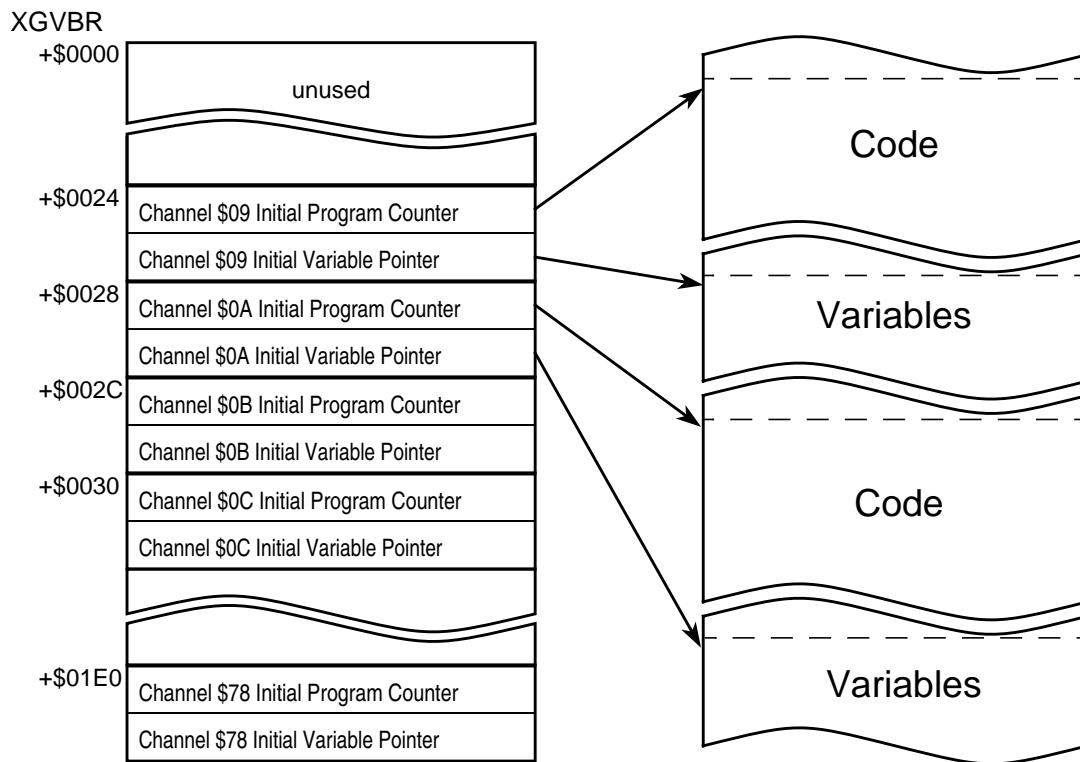 XGVBR
+$0000
unused
+$0024
Channel $09 Initial Program Counter
Channel $09 Initial Variable Pointer
+$0028
Channel $0A Initial Program Counter
Channel $0A Initial Variable Pointer
+$002C
Channel $0B Initial Program Counter
Channel $0B Initial Variable Pointer
+$0030
Channel $0C Initial Program Counter
Channel $0C Initial Variable Pointer
+$01E0
Channel $78 Initial Program Counter
Channel $78 Initial Variable Pointer
Code
Variables
Code
Variables